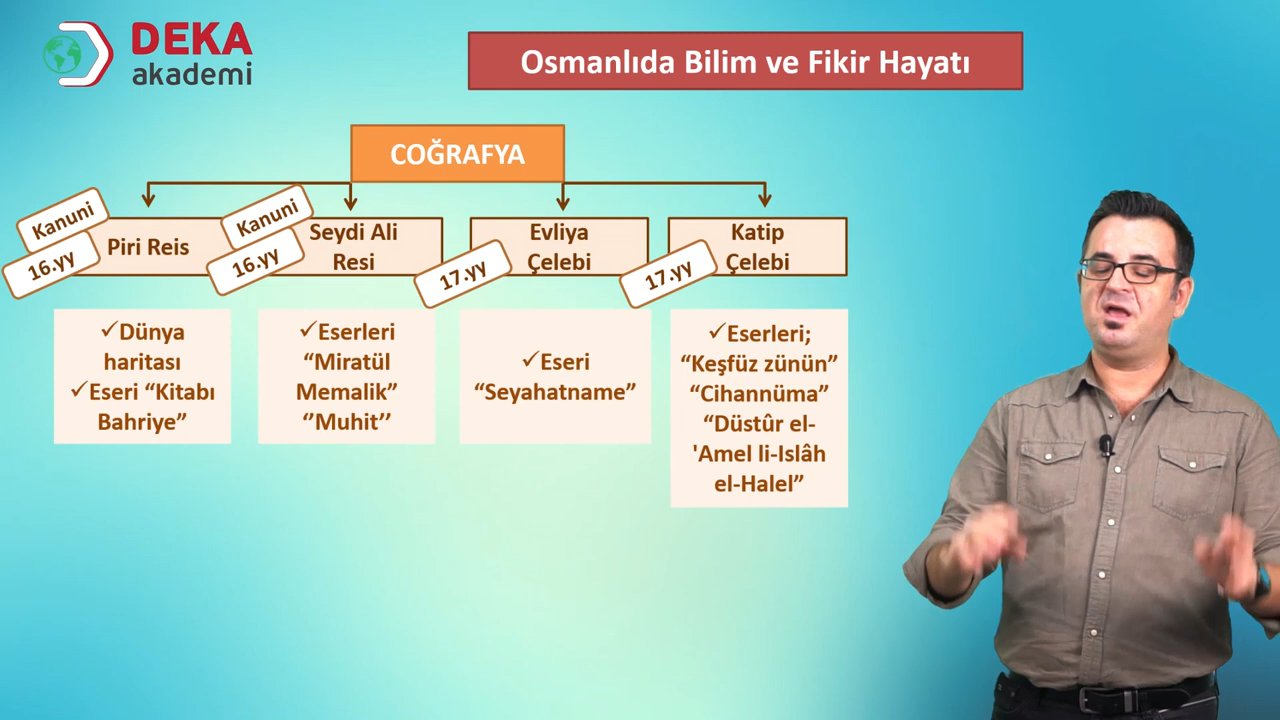 DEKA
akademi
Osmanlıda Bilim ve Fikir Hayatı
COĞRAFYA
Kanuni
16.yy
Piri Reis
Kanuni
16.yy
Seydi Ali
Resi
17.yy
Evliya
Çelebi
17.yy
Katip
Çelebi
✓Dünya
haritası
✓Eseri “Kitabı
Bahriye”
✓Eserleri
“Miratül
Memalik”
‘’Muhit’’
✓Eseri
“Seyahatname”
✓Eserleri;
“Keşfüz zünün”
“Cihannüma”
“Düstûr el-
'Amel li-Islâh
el-Halel”